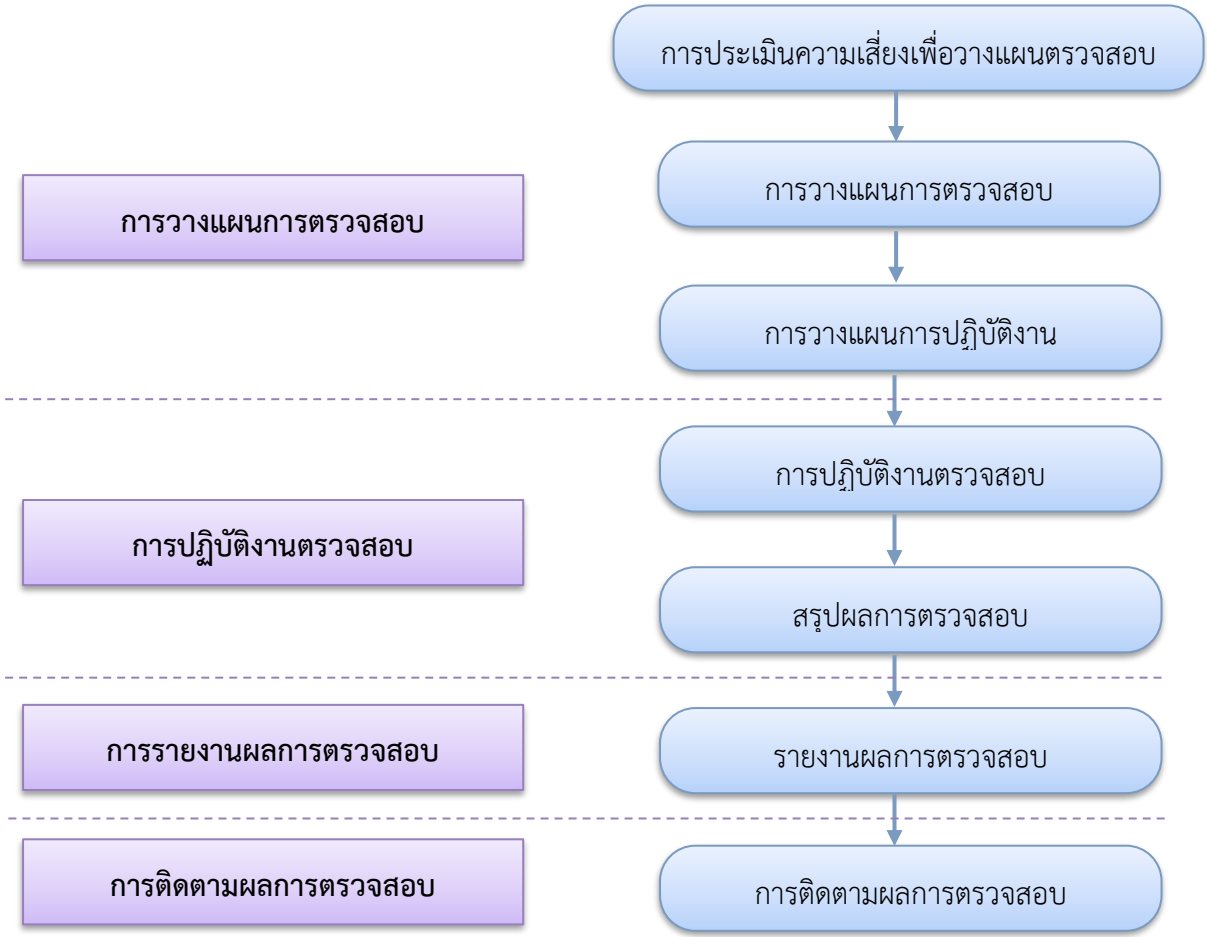 การประเมินความเสี่ยงเพื่อวางแผนตรวจสอบ
การวางแผนการตรวจสอบ
การวางแผนการตรวจสอบ
การวางแผนการปฏิบัติงาน
การปฏิบัติงานตรวจสอบ
การปฏิบัติงานตรวจสอบ
สรุปผลการตรวจสอบ
การรายงานผลการตรวจสอบ
รายงานผลการตรวจสอบ
การติดตามผลการตรวจสอบ
การติดตามผลการตรวจสอบ